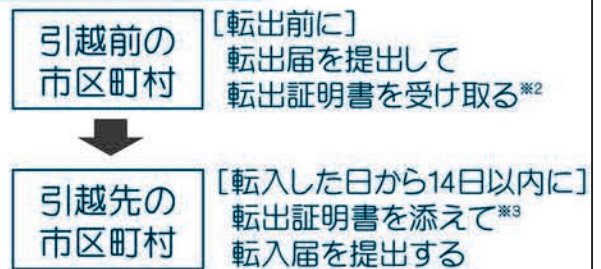 引越前の
市区町村
[転出前に]
転出届を提出して
転出証明書を受け取る※2
引越先の
市区町村
[転入した日から14日以内に]
転出証明書を添えて※3
転入届を提出する